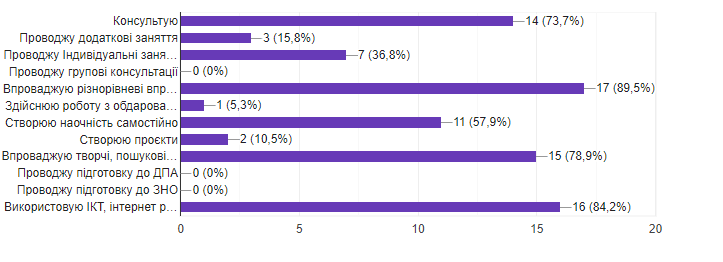 Консультую 14 (73,7%)
Проводжу додаткові заняття 3 (15,8%)
Проводжу Індивідуальні заня… 7 (36,8%)
Проводжу групові консультації 0 (0%)
Впроваджую різнорівневі впр… 17 (89,5%)
Здійснюю роботу з обдарова… 1 (5,3%)
Створюю наочність самостійно 11 (57,9%)
Створюю проєкти 2 (10,5%)
Впроваджую творчі, пошукові… 15 (78,9%)
Проводжу підготовку до ДПА 0 (0%)
Проводжу підготовку до ЗНО 0 (0%)
Використовую ІКТ, інтернет р… 16 (84,2%)
0 5 10 15 20